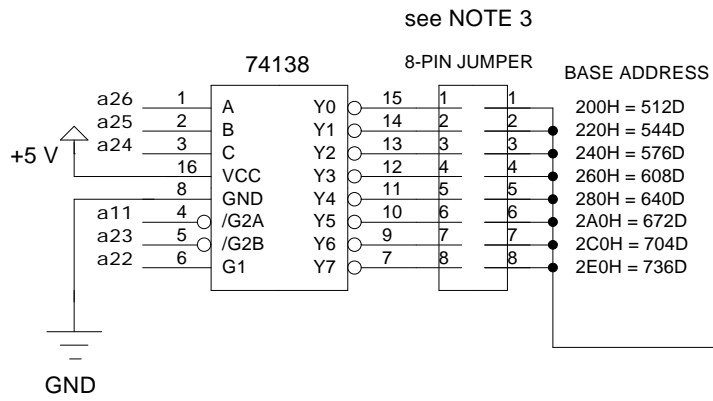 see NOTE 3
74138
8-PIN JUMPER
BASE ADDRESS
a26 1 A Y0 15 1 1 200H = 512D
a25 2 B Y1 14 2 2 220H = 544D
a24 3 C Y2 13 3 3 240H = 576D
+5 V 16 VCC Y3 12 4 4 260H = 608D
8 GND Y4 11 5 5 280H = 640D
a11 4 /G2A Y5 10 6 6 2A0H = 672D
a23 5 /G2B Y6 9 7 7 2C0H = 704D
a22 6 G1 Y7 7 8 8 2E0H = 736D
GND